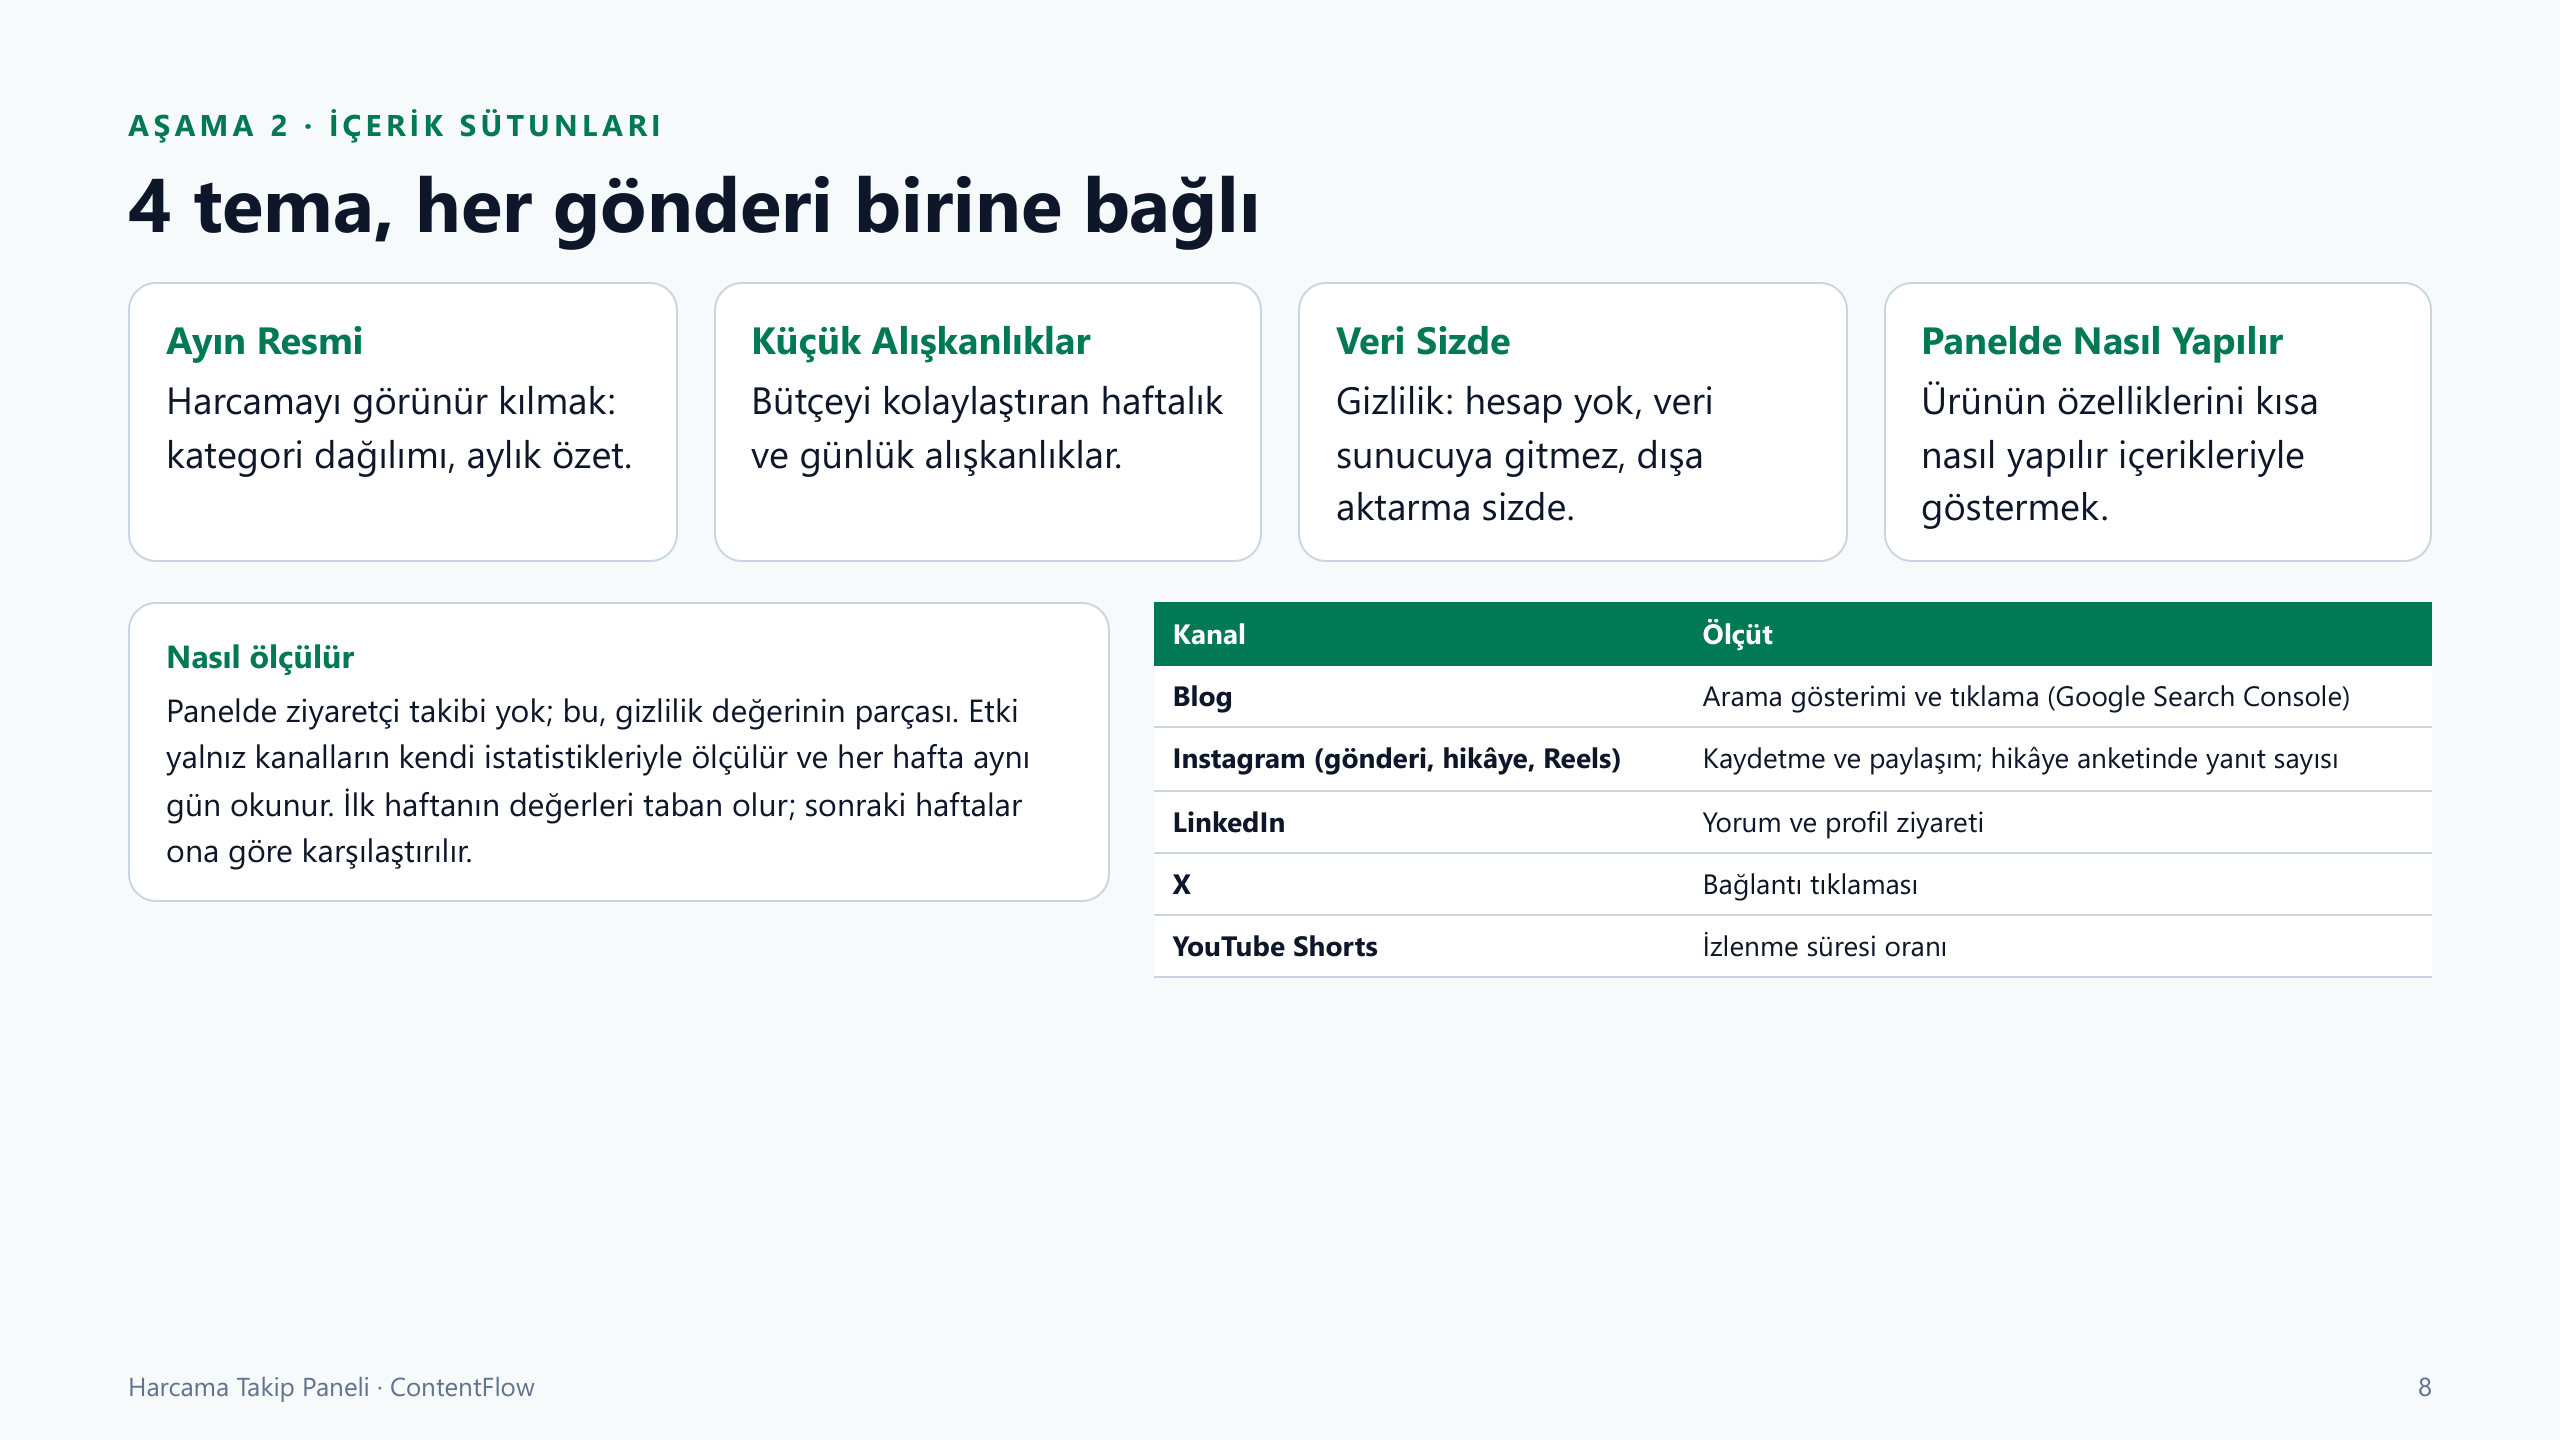 AŞAMA 2 · İÇERİK SÜTUNLARI
4 tema, her gönderi birine bağlı
Ayın Resmi
Harcamayı görünür kılmak:
kategori dağılımı, aylık özet.
Küçük Alışkanlıklar
Bütçeyi kolaylaştıran haftalık
ve günlük alışkanlıklar.
Veri Sizde
Gizlilik: hesap yok, veri
sunucuya gitmez, dışa
aktarma sizde.
Panelde Nasıl Yapılır
Ürünün özelliklerini kısa
nasıl yapılır içerikleriyle
göstermek.
Nasıl ölçülür
Panelde ziyaretçi takibi yok; bu, gizlilik değerinin parçası. Etki
yalnız kanalların kendi istatistikleriyle ölçülür ve her hafta aynı
gün okunur. İlk haftanın değerleri taban olur; sonraki haftalar
ona göre karşılaştırılır.
Kanal Ölçüt
Blog Arama gösterimi ve tıklama (Google Search Console)
Instagram (gönderi, hikâye, Reels) Kaydetme ve paylaşım; hikâye anketinde yanıt sayısı
LinkedIn Yorum ve profil ziyareti
X Bağlantı tıklaması
YouTube Shorts İzlenme süresi oranı
Harcama Takip Paneli · ContentFlow 8